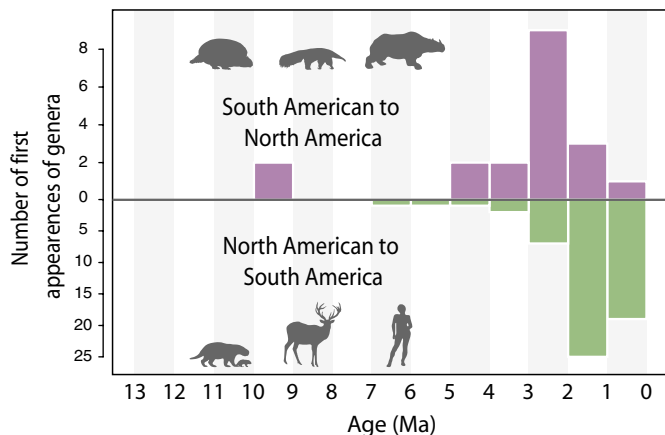 Number of first
appearences of genera
8
6
4
2
0
5
10
15
20
25
South American to
North America
North American to
South America
13 12 11 10 9 8 7 6 5 4 3 2 1 0
Age (Ma)